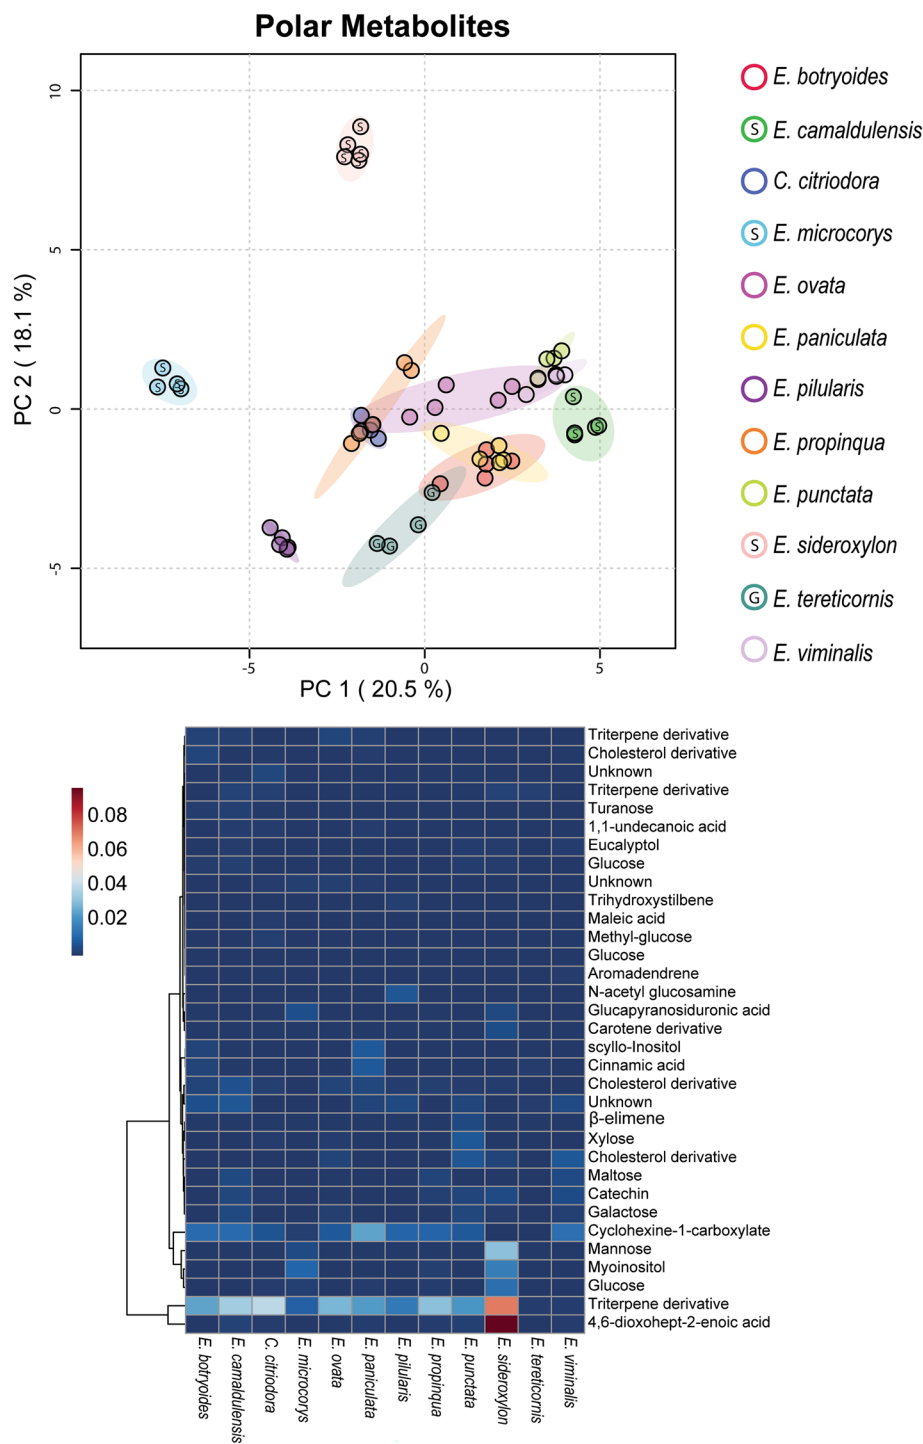 Polar Metabolites
10
5
0
-5
PC 2 ( 18.1 %)
-5
0
5
PC 1 ( 20.5 %)
S
S
S
S
S
S
S
S
S
S
S
S
G
G
G
G
E. botryoides
S E. camaldulensis
C. citriodora
S E. microcorys
E. ovata
E. paniculata
E. pilularis
E. propinqua
E. punctata
S E. sideroxylon
G E. tereticornis
E. viminalis
0.08
0.06
0.04
0.02
Triterpene derivative
Cholesterol derivative
Unknown
Triterpene derivative
Turanose
1,1-undecanoic acid
Eucalyptol
Glucose
Unknown
Trihydroxystilbene
Maleic acid
Methyl-glucose
Glucose
Aromadendrene
N-acetyl glucosamine
Glucapyranosiduronic acid
Carotene derivative
scyllo-Inositol
Cinnamic acid
Cholesterol derivative
Unknown
β-elimene
Xylose
Cholesterol derivative
Maltose
Catechin
Galactose
Cyclohexine-1-carboxylate
Mannose
Myoinositol
Glucose
Triterpene derivative
4,6-dioxohept-2-enoic acid
E. botryoides
E. camaldulensis
C. citriodora
E. microcorys
E. ovata
E. paniculata
E. pilularis
E. propinqua
E. punctata
E. sideroxylon
E. tereticornis
E. viminalis